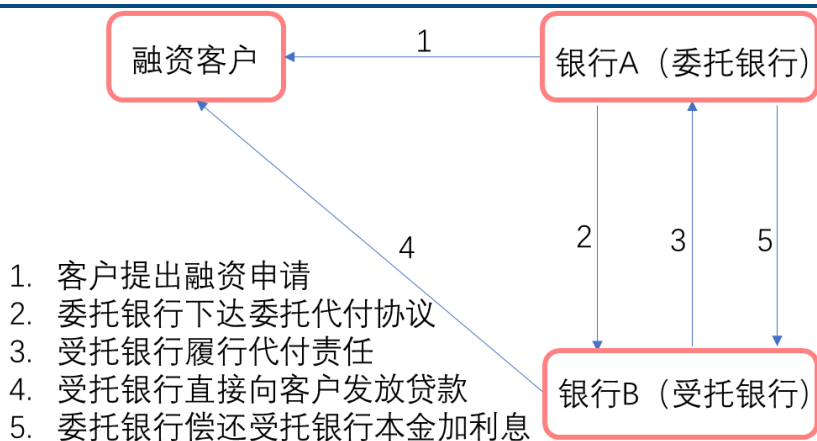 融资客户
1
银行A（委托银行）
2
3
5
4
1. 客户提出融资申请
2. 委托银行下达委托代付协议
3. 受托银行履行代付责任
4. 受托银行直接向客户发放贷款
5. 委托银行偿还受托银行本金加利息
银行B（受托银行）